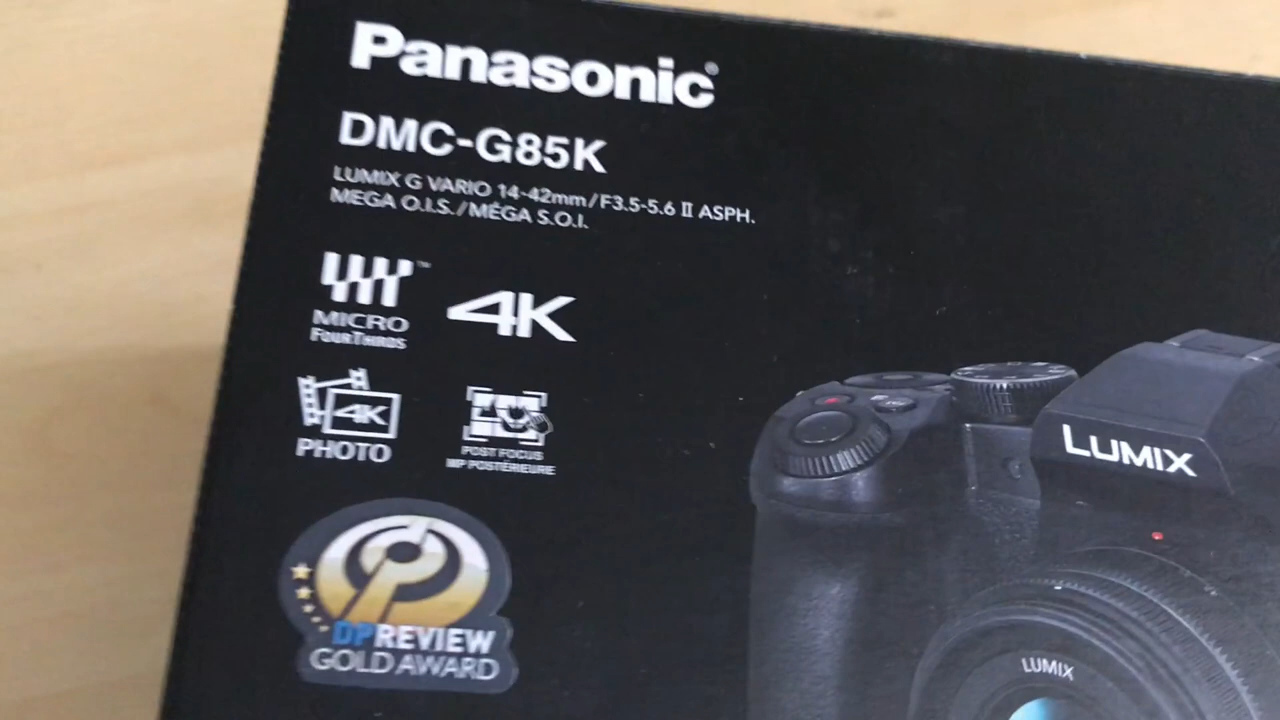 Panasonic
DMC-G85K
LUMIX G VARIO 14-42mm/F3.5-5.6 II ASPH.
MEGA O.I.S./MÉGA S.O.I.
MICRO
FOURTHIRDS
4K
4K
PHOTO
POST FOCUS
MP POSTÉRIEURE
DPREVIEW
GOLD AWARD
LUMIX
LUMIX